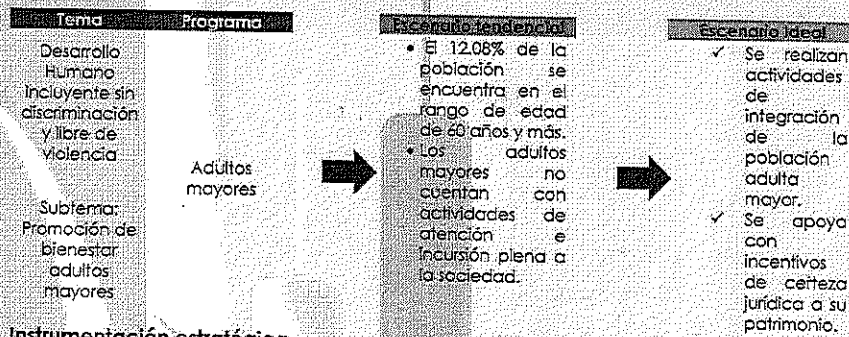 Tema
Programa
Desarrollo
Humano
Incluyente sin
discriminación
y libre de
violencia
Subtema:
Promoción de
bienestar
adultos
mayores
Adultos
mayores
Escenario tendencial
• El 12.08% de la
población se
encuentra en el
rango de edad
de 60 años y más.
• Los adultos
mayores no
cuentan con
actividades de
atención e
incursión plena a
la sociedad.
Escenario ideal
✓ Se realizan
actividades
de
integración
de la
población
adulta
mayor.
✓ Se apoya
con
incentivos
de certeza
jurídica a su
patrimonio.
Instrumentación estratégica